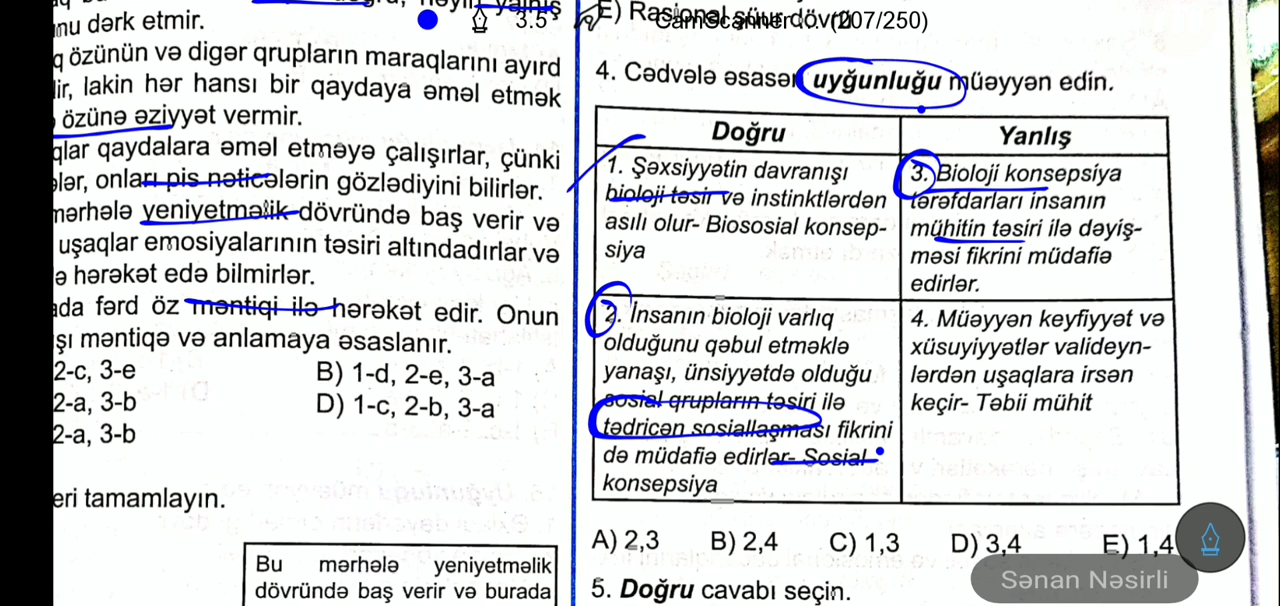 3.5
E) Rasional şüur dövrü
CamScanner
(207/250)
nu dərk etmir.
q özünün və digər qrupların maraqlarını ayırd
lir, lakin hər hansı bir qaydaya əməl etmək
özünə əziyyət vermir.
qlar qaydalara əməl etməyə çalışırlar, çünki
lər, onları pis nəticələrin gözlədiyini bilirlər.
mərhələ yeniyetməlik dövründə baş verir və
uşaqlar emosiyalarının təsiri altındadırlar və
ə hərəkət edə bilmirlər.
da fərd öz məntiqi ilə hərəkət edir. Onun
şı məntiqə və anlamaya əsaslanır.
2-c, 3-e
B) 1-d, 2-e, 3-a
2-a, 3-b
D) 1-c, 2-b, 3-a
2-a, 3-b
eri tamamlayın.
Bu mərhələ yeniyetməlik
dövründə baş verir və burada
4. Cədvələ əsasən uyğunluğu müəyyən edin.
Doğru
Yanlış
1. Şəxsiyyətin davranışı
bioloji təsir və instinktlərdən
asılı olur- Biososial konsep-
siya
3. Bioloji konsepsiya
tərəfdarları insanın
mühitin təsiri ilə dəyiş-
məsi fikrini müdafiə
edirlər.
2. İnsanın bioloji varlıq
olduğunu qəbul etməklə
yanaşı, ünsiyyətdə olduğu
sosial qrupların təsiri ilə
tədricən sosiallaşması fikrini
də müdafiə edirlər- Sosial
konsepsiya
4. Müəyyən keyfiyyət və
xüsuyiyyətlər valideyn-
lərdən uşaqlara irsən
keçir- Təbii mühit
A) 2,3 B) 2,4 C) 1,3 D) 3,4 E) 1,4
5. Doğru cavabı seçin.
Sənan Nəsirli